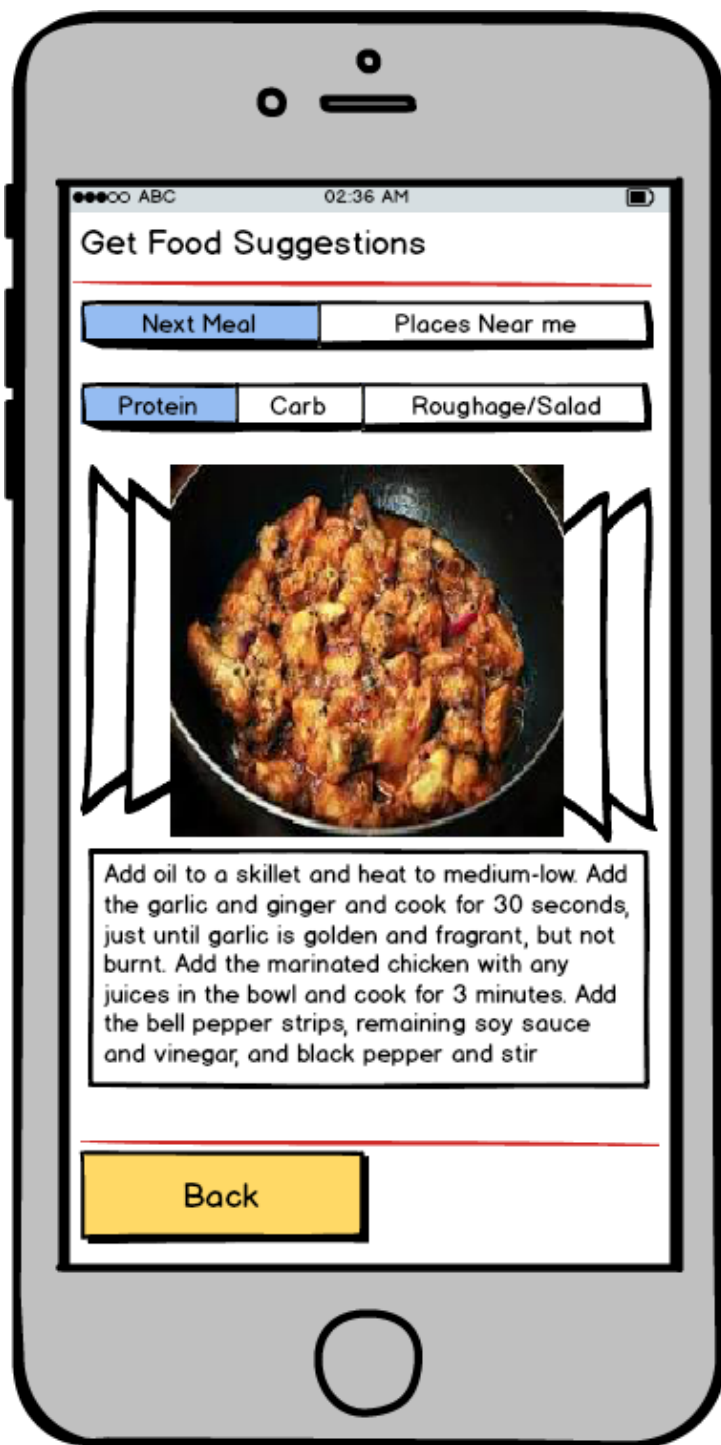 ABC 02:36 AM
Get Food Suggestions
Next Meal Places Near me
Protein Carb Roughage/Salad
Add oil to a skillet and heat to medium-low. Add
the garlic and ginger and cook for 30 seconds,
just until garlic is golden and fragrant, but not
burnt. Add the marinated chicken with any
juices in the bowl and cook for 3 minutes. Add
the bell pepper strips, remaining soy sauce
and vinegar, and black pepper and stir
Back